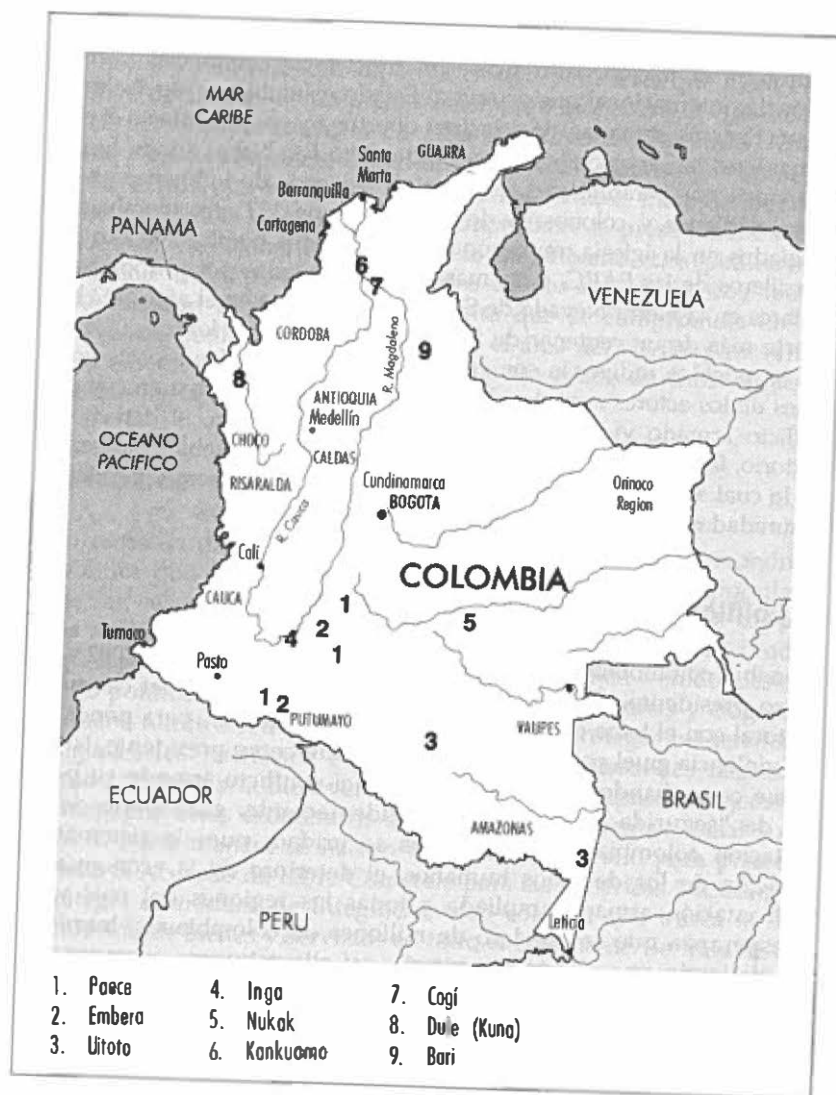 MAR
CARIBE
Santa
Marta
GUAJIRA
Barranquilla
Cartagena
PANAMA
6
7
VENEZUELA
CORDOBA
R. Magdalena
9
8
ANTIOQUIA
Medellín
OCEANO
PACIFICO
CHOCO
CALDAS
RISARALDA
Cundinamarca
BOGOTA
Orinoco
Region
R. Cauca
Cali
COLOMBIA
CAUCA
1
5
2
4
1
Tumaco
Pasto
1
2
PUTUMAYO
3
VAUPES
ECUADOR
BRASIL
AMAZONAS
3
PERU
Leticia
1. Paece
2. Embera
3. Uitoto
4. Inga
5. Nukak
6. Kankuamo
7. Cogí
8. (Kuna)
9. Bari